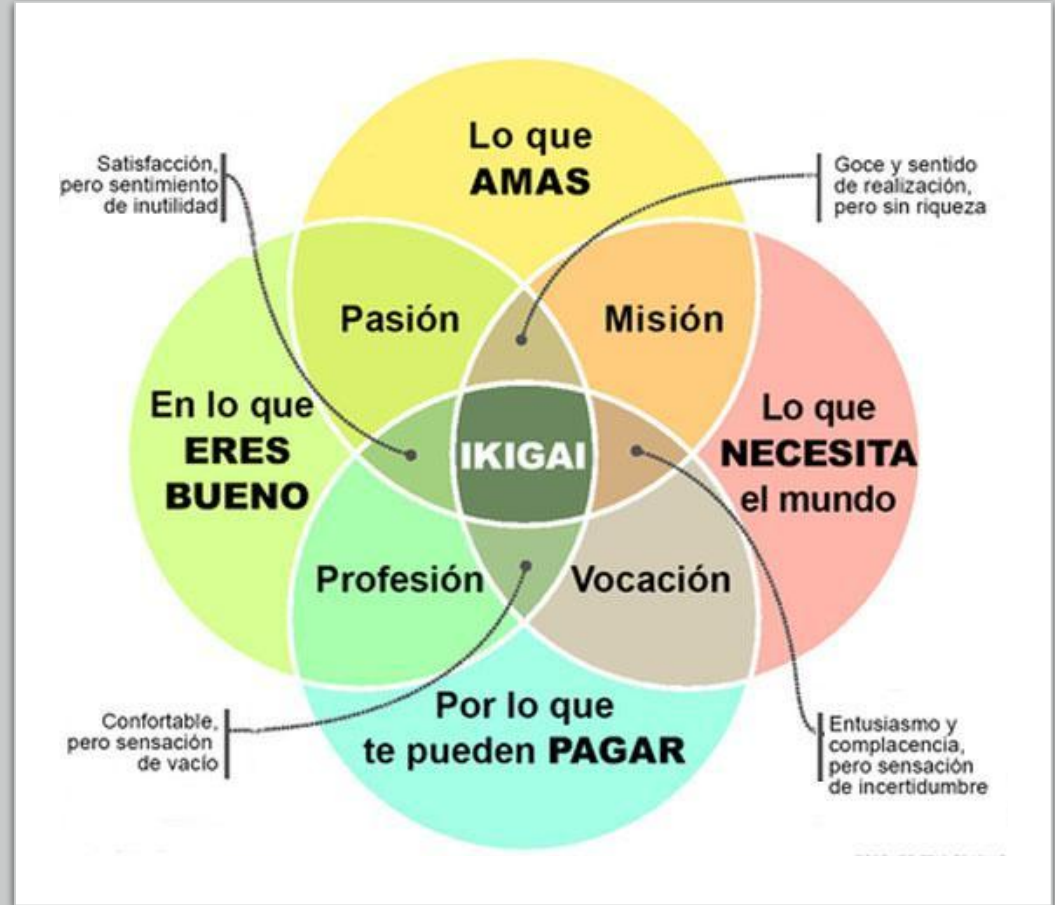 Lo que
AMAS
Satisfacción,
pero sentimiento
de inutilidad
Goce y sentido
de realización,
pero sin riqueza
Pasión
Misión
En lo que
ERES
BUENO
IKIGAI
Lo que
NECESITA
el mundo
Profesión
Vocación
Por lo que
te pueden PAGAR
Confortable,
pero sensación
de vacío
Entusiasmo y
complacencia,
pero sensación
de incertidumbre